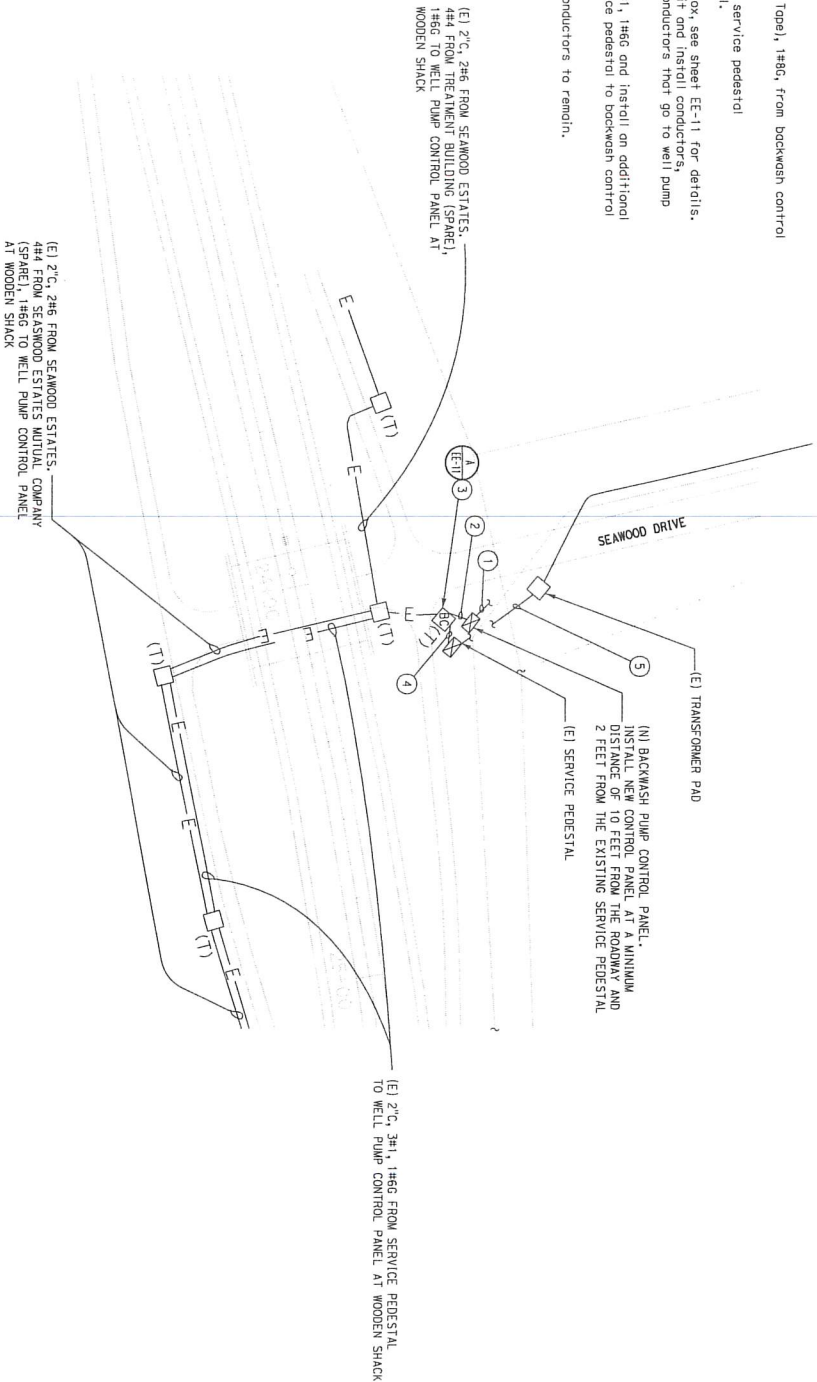 Tape), 1#8G, from backwash control
service pedestal
l.
ox, see sheet EE-11 for details.
it and install conductors,
onductors that go to well pump
1, 1#6G and install an additional
ce pedestal to backwash control
onductors to remain.
(E) 2"C, 2#6 FROM SEAWOOD ESTATES,
4#4 FROM TREATMENT BUILDING (SPARE),
1#6G TO WELL PUMP CONTROL PANEL AT
WOODEN SHACK
(E) 2"C, 2#6 FROM SEAWOOD ESTATES,
4#4 FROM SEASWOOD ESTATES MUTUAL COMPANY
(SPARE), 1#6G TO WELL PUMP CONTROL PANEL
AT WOODEN SHACK
SEAWOOD DRIVE
(E) TRANSFORMER PAD
(N) BACKWASH PUMP CONTROL PANEL.
INSTALL NEW CONTROL PANEL AT A MINIMUM
DISTANCE OF 10 FEET FROM THE ROADWAY AND
2 FEET FROM THE EXISTING SERVICE PEDESTAL
(E) SERVICE PEDESTAL
(E) 2"C, 3#1, 1#6G FROM SERVICE PEDESTAL
TO WELL PUMP CONTROL PANEL AT WOODEN SHACK
A
EE-11
3
2
1
5
4
BC
(T)
E
(T)
E
E
(T)
E
E
(T)
E
E
(T)
E